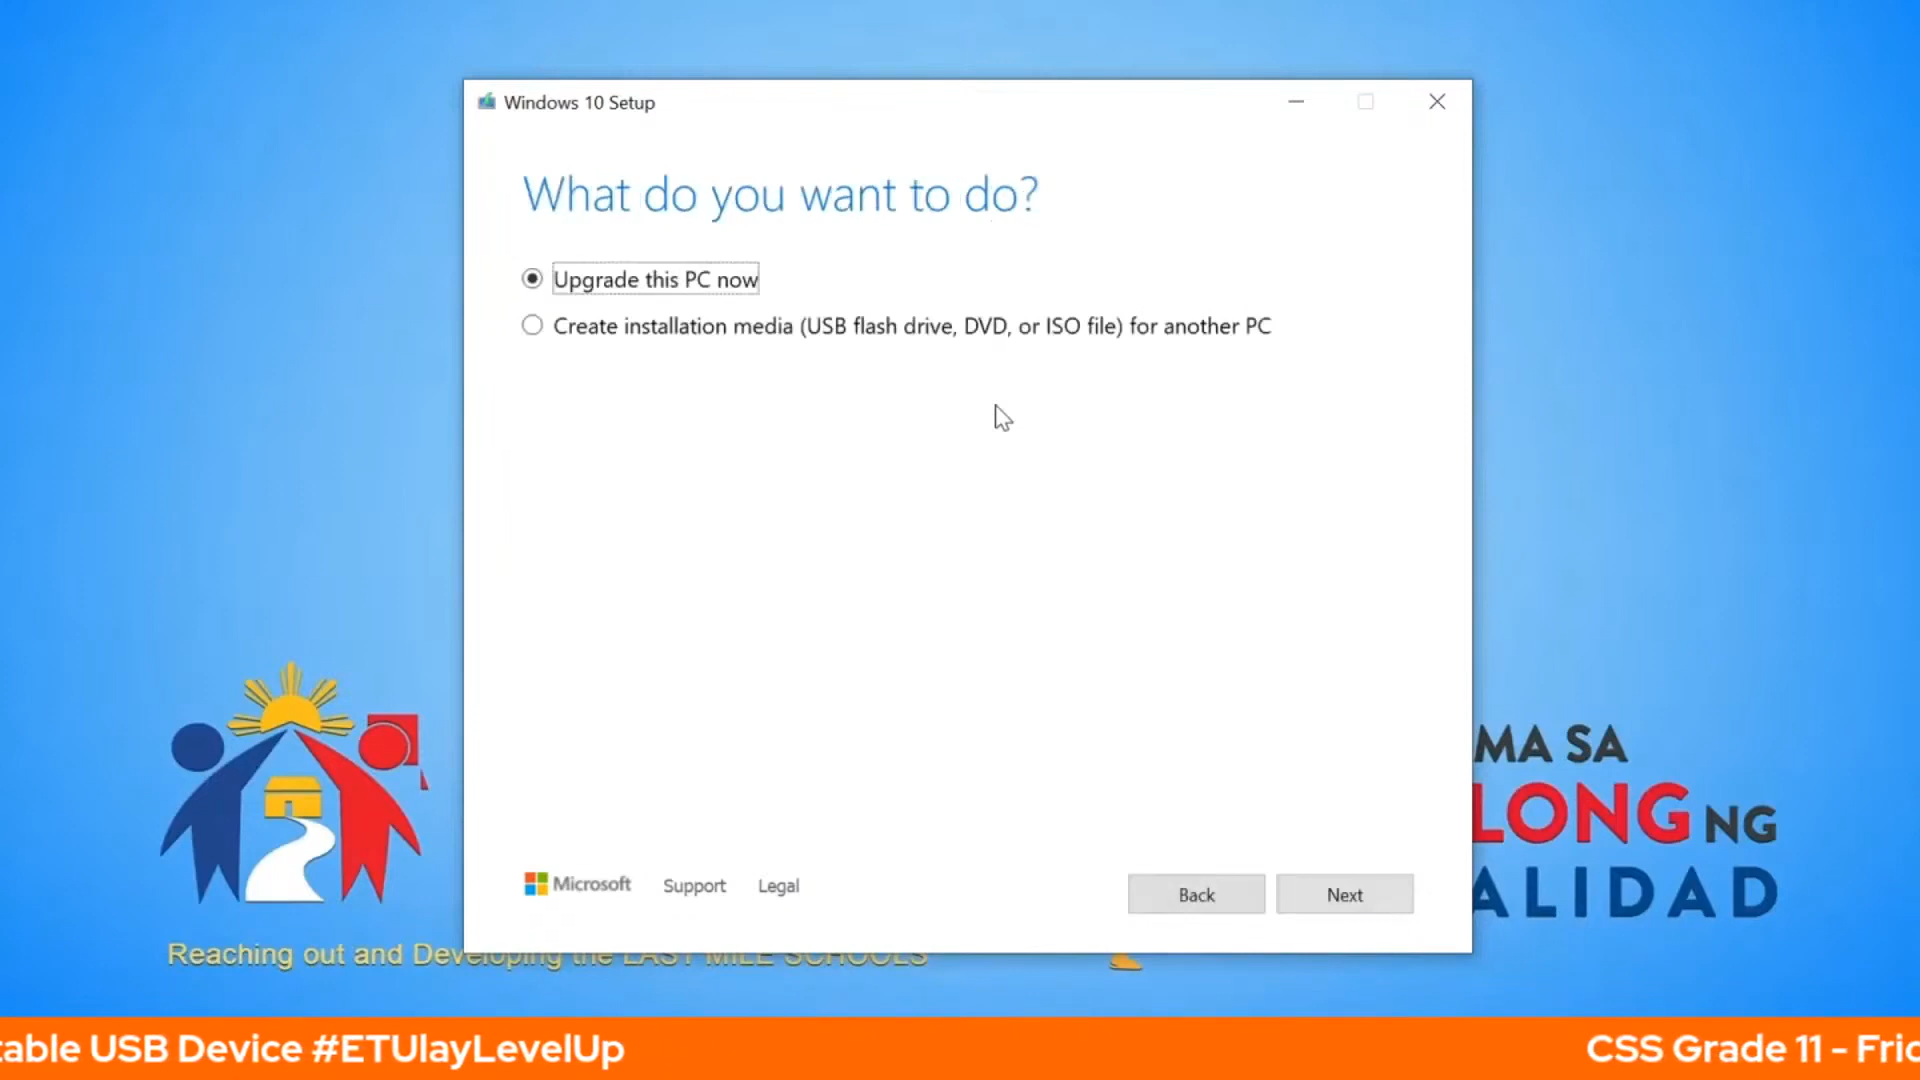 Windows 10 Setup
What do you want to do?
Upgrade this PC now
Create installation media (USB flash drive, DVD, or ISO file) for another PC
MA SA
LONG NG
ALIDAD
Microsoft
Support
Legal
Back
Next
Reaching out and Developing the LAST MILE SCHOOLS
table USB Device #ETUlayLevelUp
CSS Grade 11 - Fri